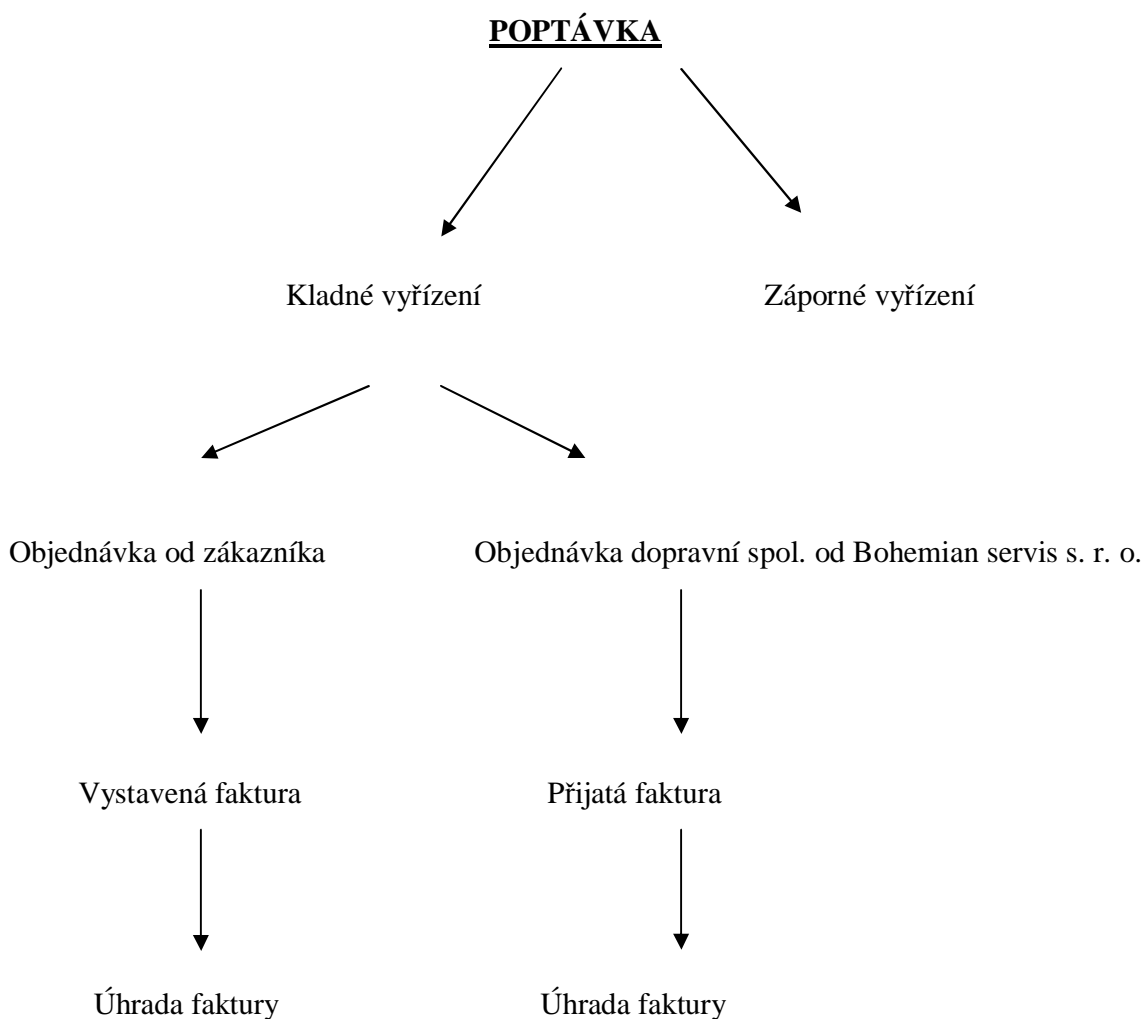 POPTÁVKA
Kladné vyřízení
Záporné vyřízení
Objednávka od zákazníka
Objednávka dopravní spol. od Bohemian servis s. r. o.
Vystavená faktura
Přijatá faktura
Úhrada faktury
Úhrada faktury